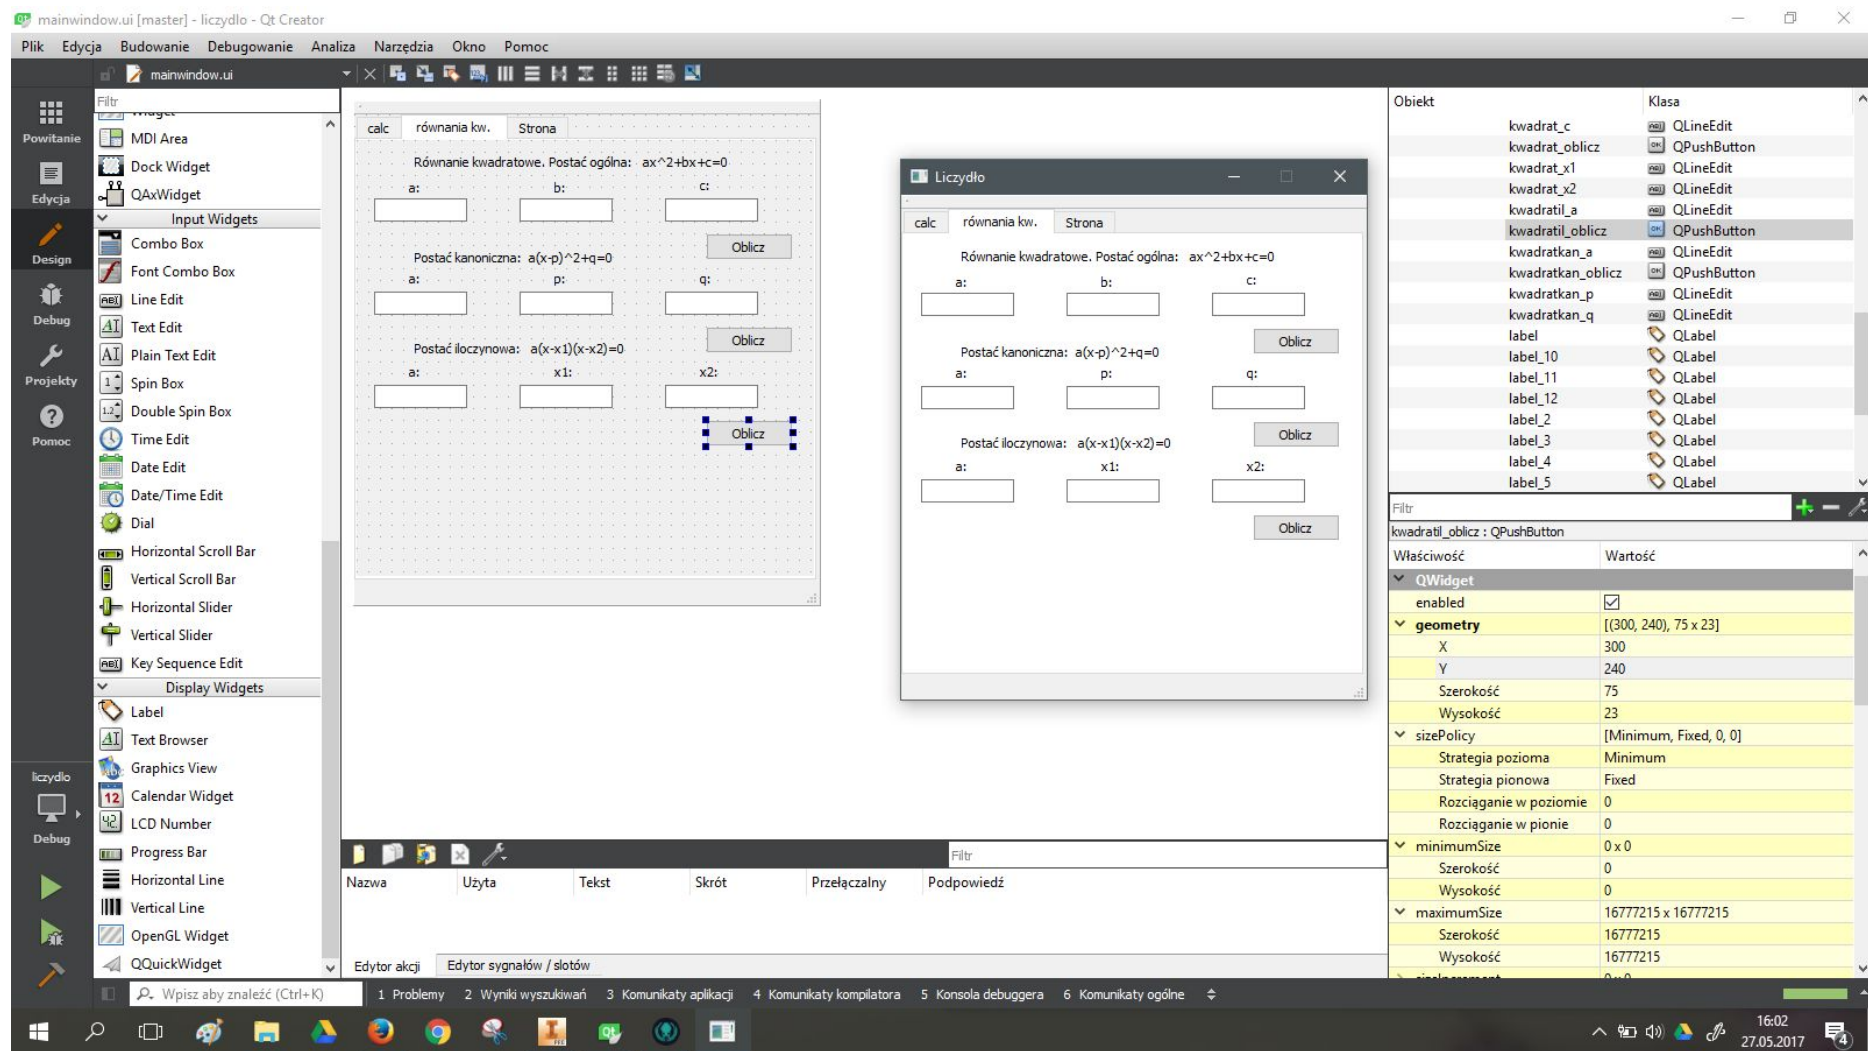 mainwindow.ui [master] - liczydlo - Qt Creator
Plik Edycja Budowanie Debugowanie Analiza Narzędzia Okno Pomoc
mainwindow.ui
Powitanie
Edycja
Design
Debug
Projekty
Pomoc
liczydlo
Debug
Filtr
Widget
MDI Area
Dock Widget
QAxWidget
Input Widgets
Combo Box
Font Combo Box
Line Edit
Text Edit
Plain Text Edit
Spin Box
Double Spin Box
Time Edit
Date Edit
Date/Time Edit
Dial
Horizontal Scroll Bar
Vertical Scroll Bar
Horizontal Slider
Vertical Slider
Key Sequence Edit
Display Widgets
Label
Text Browser
Graphics View
Calendar Widget
LCD Number
Progress Bar
Horizontal Line
Vertical Line
OpenGL Widget
QQuickWidget
calc równania kw. Strona
Równanie kwadratowe. Postać ogólna: ax^2+bx+c=0
a: b: c:
Oblicz
Postać kanoniczna: a(x-p)^2+q=0
a: p: q:
Oblicz
Postać iloczynowa: a(x-x1)(x-x2)=0
a: x1: x2:
Oblicz
Liczydło
calc równania kw. Strona
Równanie kwadratowe. Postać ogólna: ax^2+bx+c=0
a: b: c:
Oblicz
Postać kanoniczna: a(x-p)^2+q=0
a: p: q:
Oblicz
Postać iloczynowa: a(x-x1)(x-x2)=0
a: x1: x2:
Oblicz
Filtr
Nazwa Użyta Tekst Skrót Przełączalny Podpowiedź
Edytor akcji Edytor sygnałów / slotów
Obiekt Klasa
kwadrat_c QLineEdit
kwadrat_oblicz QPushButton
kwadrat_x1 QLineEdit
kwadrat_x2 QLineEdit
kwadratil_a QLineEdit
kwadratil_oblicz QPushButton
kwadratkan_a QLineEdit
kwadratkan_oblicz QPushButton
kwadratkan_p QLineEdit
kwadratkan_q QLineEdit
label QLabel
label_10 QLabel
label_11 QLabel
label_12 QLabel
label_2 QLabel
label_3 QLabel
label_4 QLabel
label_5 QLabel
Filtr
kwadratil_oblicz : QPushButton
Właściwość Wartość
QWidget
enabled
geometry [(300, 240), 75 x 23]
X 300
Y 240
Szerokość 75
Wysokość 23
sizePolicy [Minimum, Fixed, 0, 0]
Strategia pozioma Minimum
Strategia pionowa Fixed
Rozciąganie w poziomie 0
Rozciąganie w pionie 0
minimumSize 0 x 0
Szerokość 0
Wysokość 0
maximumSize 16777215 x 16777215
Szerokość 16777215
Wysokość 16777215
sizeIncrement 0 x 0
Wpisz aby znaleźć (Ctrl+K) 1 Problemy 2 Wyniki wyszukiwań 3 Komunikaty aplikacji 4 Komunikaty kompilatora 5 Konsola debuggera 6 Komunikaty ogólne
16:02
27.05.2017
4